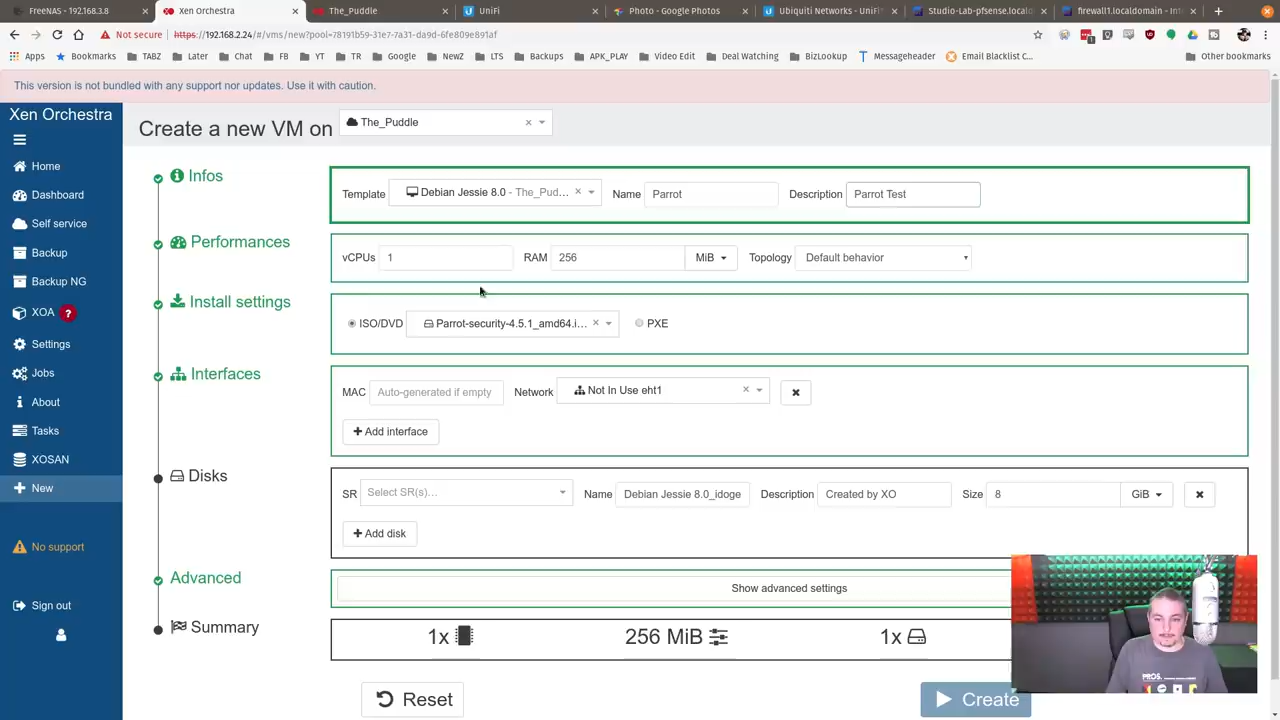 FreeNAS - 192.168.3.8
Xen Orchestra
The_Puddle
UniFi
Photo - Google Photos
Ubiquiti Networks - UniFi
Studio-Lab-pfsense.local
firewall1.localdomain - Int
Not secure
https://192.168.2.24/#/vms/new?pool=78191b59-31e7-7a31-da9d-6fe809e891af
Apps
Bookmarks
TABZ
Later
Chat
FB
YT
TR
Google
NewZ
LTS
Backups
APK_PLAY
Video Edit
Deal Watching
BizLookup
Messageheader
Email Blacklist C...
Other bookmarks
This version is not bundled with any support nor updates. Use it with caution.
Xen Orchestra
Home
Dashboard
Self service
Backup
Backup NG
XOA ?
Settings
Jobs
About
Tasks
XOSAN
New
No support
Sign out
Create a new VM on The_Puddle
Infos
Template Debian Jessie 8.0 - The_Pud... Name Parrot Description Parrot Test
Performances
vCPUs 1 RAM 256 MiB Topology Default behavior
Install settings
ISO/DVD Parrot-security-4.5.1_amd64.i... PXE
Interfaces
MAC Auto-generated if empty Network Not In Use eht1
Add interface
Disks
SR Select SR(s)... Name Debian Jessie 8.0_idoge Description Created by XO Size 8 GiB
Add disk
Advanced
Show advanced settings
Summary
1x 256 MiB 1x
Reset
Create
PROS.